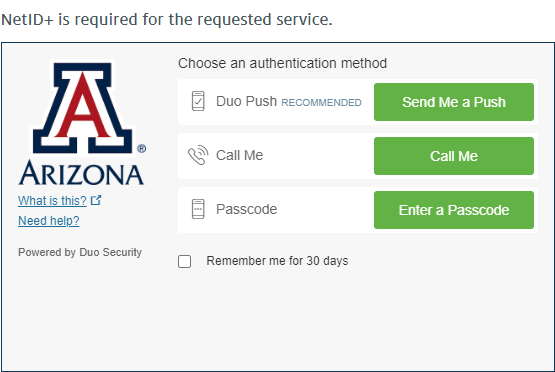 NetID+ is required for the requested service.
Choose an authentication method
Duo Push RECOMMENDED
Send Me a Push
Call Me
Call Me
Passcode
Enter a Passcode
Remember me for 30 days
A
®
ARIZONA
What is this?
Need help?
Powered by Duo Security